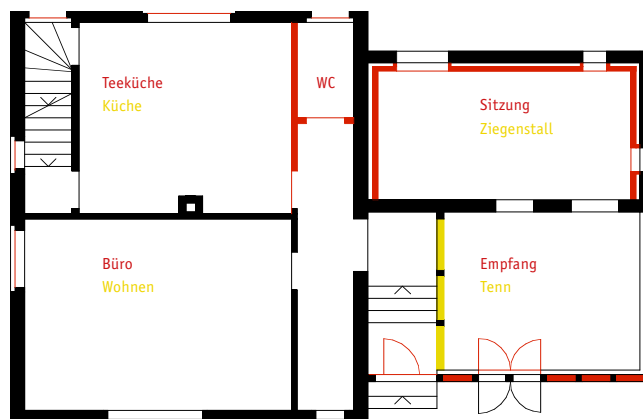 Teeküche
Küche
WC
Sitzung
Ziegenstall
Büro
Wohnen
Empfang
Tenn